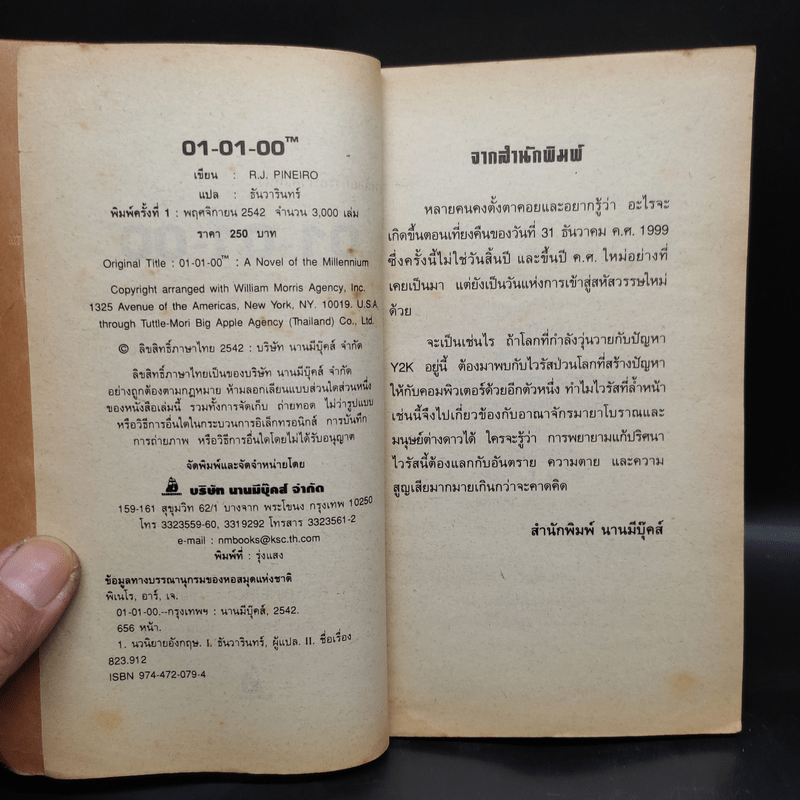 01-01-00™
เขียน : R.J. PINEIRO
แปล : ธันวารินทร์
พิมพ์ครั้งที่ 1 : พฤศจิกายน 2542 จำนวน 3,000 เล่ม
ราคา 250 บาท
Original Title : 01-01-00™ : A Novel of the Millennium
Copyright arranged with William Morris Agency, Inc.
1325 Avenue of the Americas, New York, NY. 10019. U.S.A
through Tuttle-Mori Big Apple Agency (Thailand) Co., Ltd.
© ลิขสิทธิ์ภาษาไทย 2542 : บริษัท นานมีบุ๊คส์ จำกัด
ลิขสิทธิ์ภาษาไทยเป็นของบริษัท นานมีบุ๊คส์ จำกัด
อย่างถูกต้องตามกฎหมาย ห้ามลอกเลียนแบบส่วนใดส่วนหนึ่ง
ของหนังสือเล่มนี้ รวมทั้งการจัดเก็บ ถ่ายทอด ไม่ว่ารูปแบบ
หรือวิธีการอื่นใดในกระบวนการอิเล็กทรอนิกส์ การบันทึก
การถ่ายภาพ หรือวิธีการอื่นใดโดยไม่ได้รับอนุญาต
จัดพิมพ์และจัดจำหน่ายโดย
บริษัท นานมีบุ๊คส์ จำกัด
159-161 สุขุมวิท 62/1 บางจาก พระโขนง กรุงเทพ 10250
โทร 3323559-60, 3319292 โทรสาร 3323561-2
e-mail : nmbooks@ksc.th.com
พิมพ์ที่ : รุ่งแสง
ข้อมูลทางบรรณานุกรมของหอสมุดแห่งชาติ
พิเนโร, อาร์, เจ.
01-01-00.--กรุงเทพฯ : นานมีบุ๊คส์, 2542.
656 หน้า.
1. นวนิยายอังกฤษ. I. ธันวารินทร์, ผู้แปล. II. ชื่อเรื่อง
823.912
ISBN 974-472-079-4
จากสำนักพิมพ์
หลายคนคงตั้งตาคอยและอยากรู้ว่า อะไรจะ
เกิดขึ้นตอนเที่ยงคืนของวันที่ 31 ธันวาคม ค.ศ. 1999
ซึ่งครั้งนี้ไม่ใช่วันสิ้นปี และขึ้นปี ค.ศ. ใหม่อย่างที่
เคยเป็นมา แต่ยังเป็นวันแห่งการเข้าสู่สหัสวรรษใหม่
ด้วย
จะเป็นเช่นไร ถ้าโลกที่กำลังวุ่นวายกับปัญหา
Y2K อยู่นี้ ต้องมาพบกับไวรัสป่วนโลกที่สร้างปัญหา
ให้กับคอมพิวเตอร์ด้วยอีกตัวหนึ่ง ทำไมไวรัสที่ล้ำหน้า
เช่นนี้จึงไปเกี่ยวข้องกับอาณาจักรมายาโบราณและ
มนุษย์ต่างดาวได้ ใครจะรู้ว่า การพยายามแก้ปริศนา
ไวรัสนี้ต้องแลกกับอันตราย ความตาย และความ
สูญเสียมากมายเกินกว่าจะคาดคิด
สำนักพิมพ์ นานมีบุ๊คส์